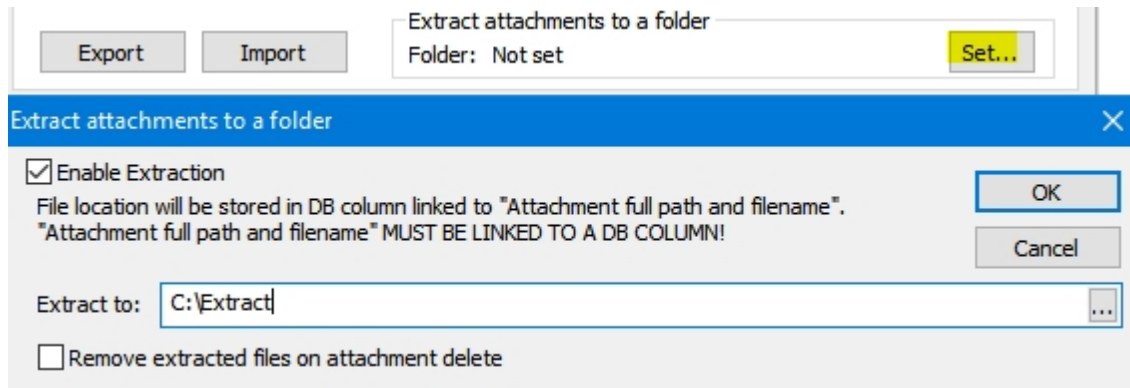 Extract attachments to a folder
Export
Import
Folder: Not set
Set...
Extract attachments to a folder
Enable Extraction
File location will be stored in DB column linked to "Attachment full path and filename".
"Attachment full path and filename" MUST BE LINKED TO A DB COLUMN!
OK
Cancel
Extract to:
C:\Extract
...
Remove extracted files on attachment delete